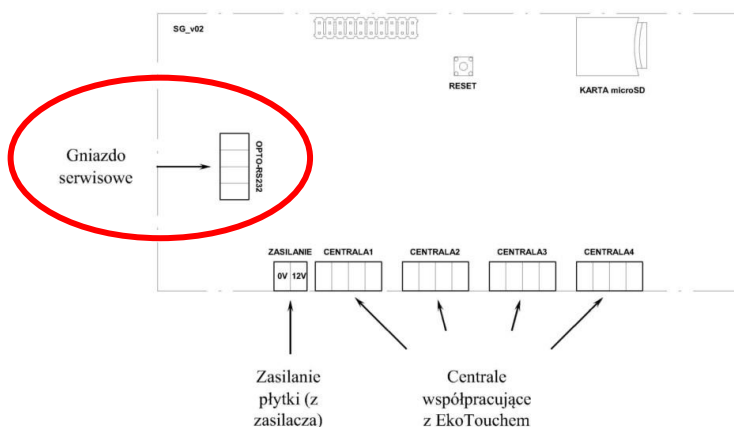 SG_v02
RESET
KARTA microSD
Gniazdo
serwisowe
OPTO-RS232
ZASILANIE CENTRALA1 CENTRALA2 CENTRALA3 CENTRALA4
0V 12V
Zasilanie
płytki (z
zasilacza)
Centrale
współpracujące
z EkoTouchem